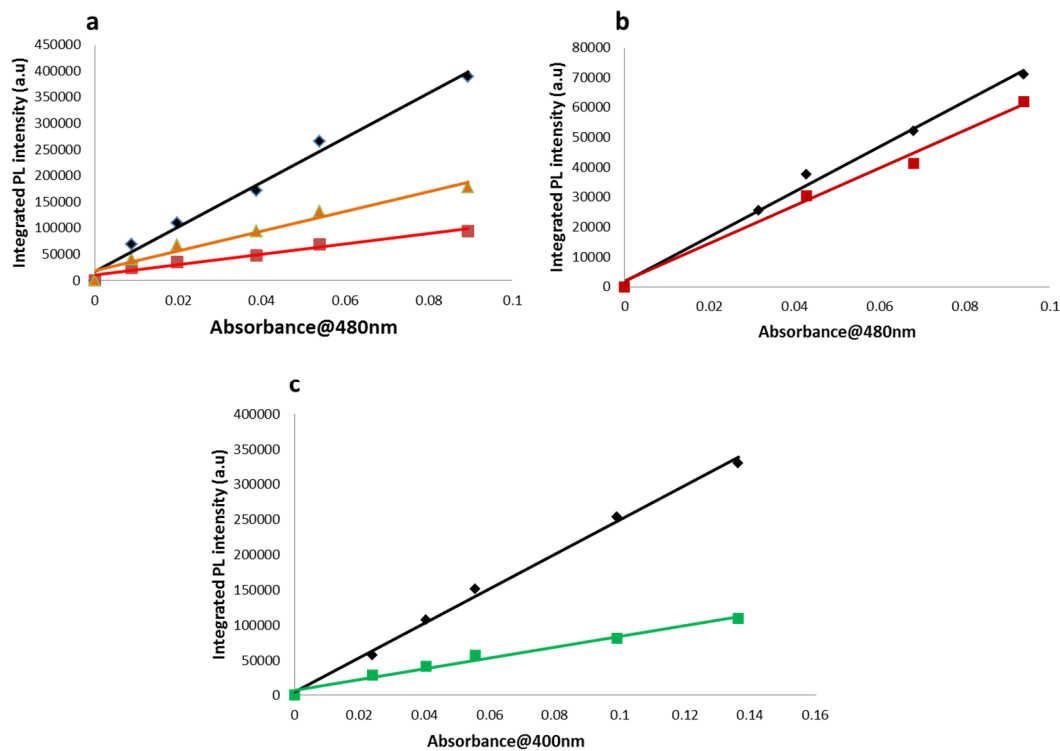 a
Integrated PL intensity (a.u)
450000
400000
350000
300000
250000
200000
150000
100000
50000
0
0 0.02 0.04 0.06 0.08 0.1
Absorbance@480nm
b
Integrated PL intensity (a.u)
80000
70000
60000
50000
40000
30000
20000
10000
0
0 0.02 0.04 0.06 0.08 0.1
Absorbance@480nm
c
Integrated PL intensity (a.u)
400000
350000
300000
250000
200000
150000
100000
50000
0
0 0.02 0.04 0.06 0.08 0.1 0.12 0.14 0.16
Absorbance@400nm